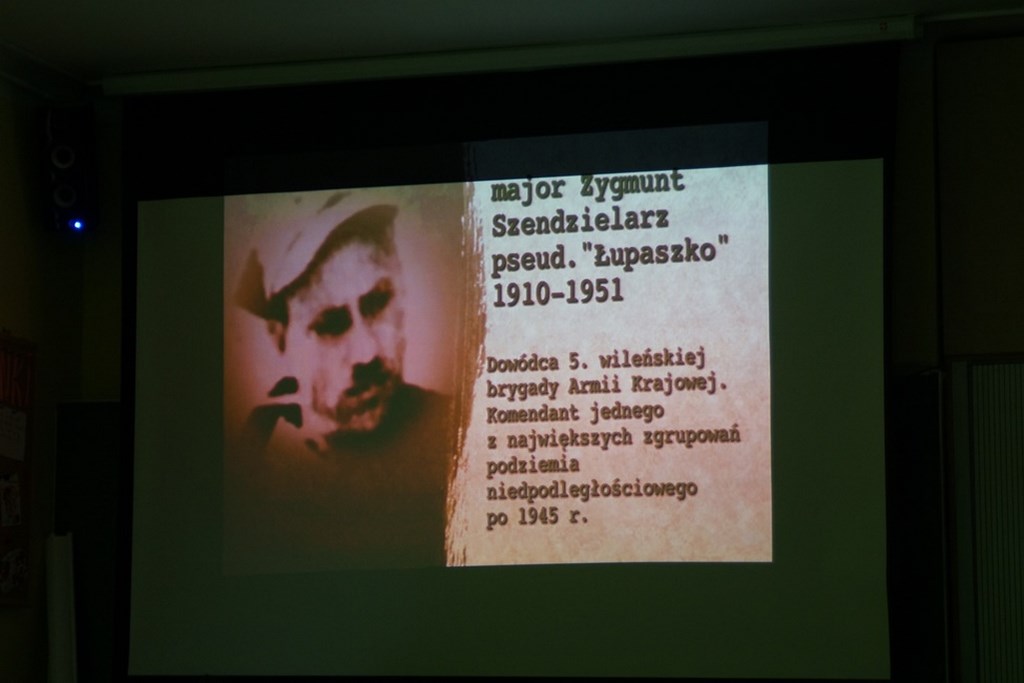 major Zygmunt
Szendzielarz
pseud."Łupaszko"
1910-1951
Dowódca 5. wileńskiej
brygady Armii Krajowej.
Komendant jednego
z największych zgrupowań
podziemia
niedpodległościowego
po 1945 r.